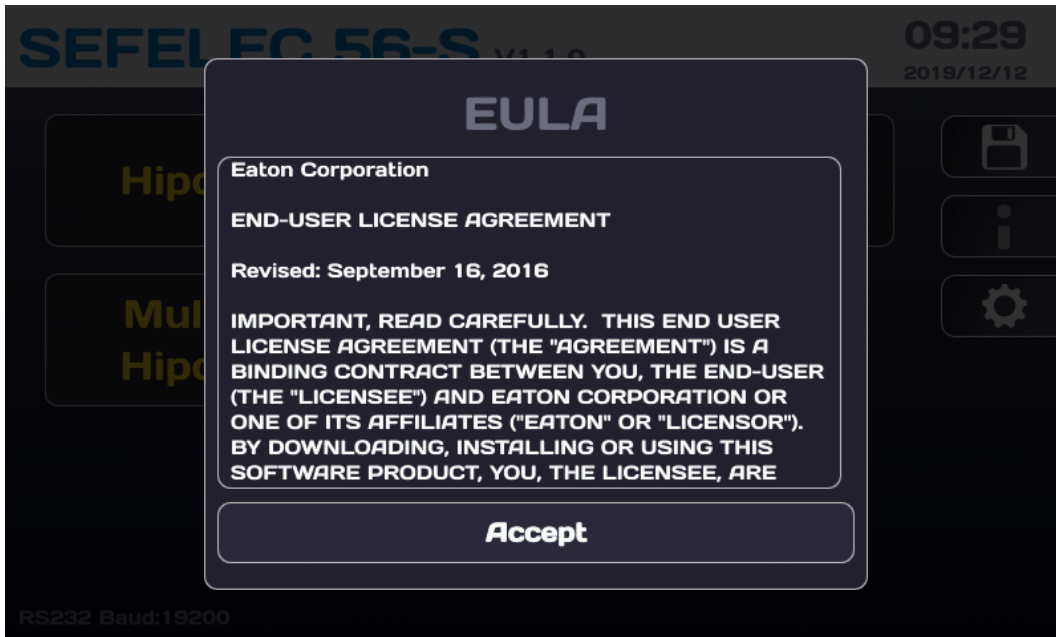 SEFELEC 56-S V1.1.0
09:29
2019/12/12
EULA
Eaton Corporation
END-USER LICENSE AGREEMENT
Revised: September 16, 2016
IMPORTANT, READ CAREFULLY. THIS END USER
LICENSE AGREEMENT (THE "AGREEMENT") IS A
BINDING CONTRACT BETWEEN YOU, THE END-USER
(THE "LICENSEE") AND EATON CORPORATION OR
ONE OF ITS AFFILIATES ("EATON" OR "LICENSOR").
BY DOWNLOADING, INSTALLING OR USING THIS
SOFTWARE PRODUCT, YOU, THE LICENSEE, ARE
Accept
RS232 Baud:19200